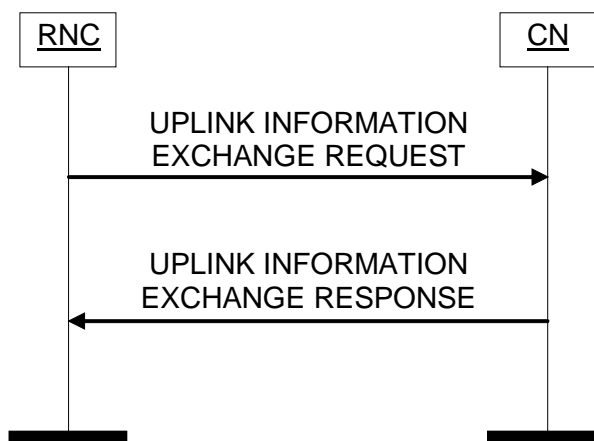 RNC
CN
UPLINK INFORMATION
EXCHANGE REQUEST
UPLINK INFORMATION
EXCHANGE RESPONSE